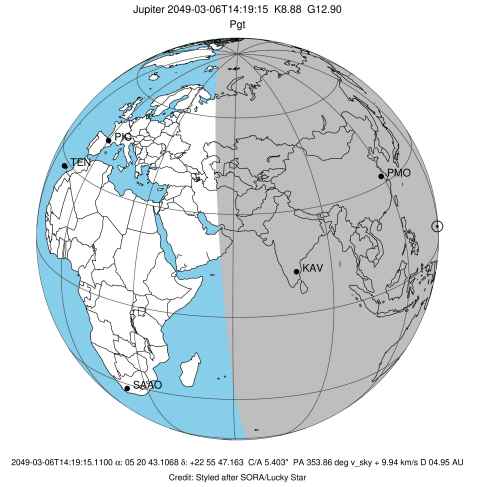 Jupiter 2049-03-06T14:19:15 K8.88 G12.90
Pgt
PIC
TEN
PMO
KAV
SAAO
2049-03-06T14:19:15.1100 α: 05 20 43.1068 δ: +22 55 47.163 C/A 5.403" PA 353.86 deg v_sky + 9.94 km/s D 04.95 AU
Credit: Styled after SORA/Lucky Star